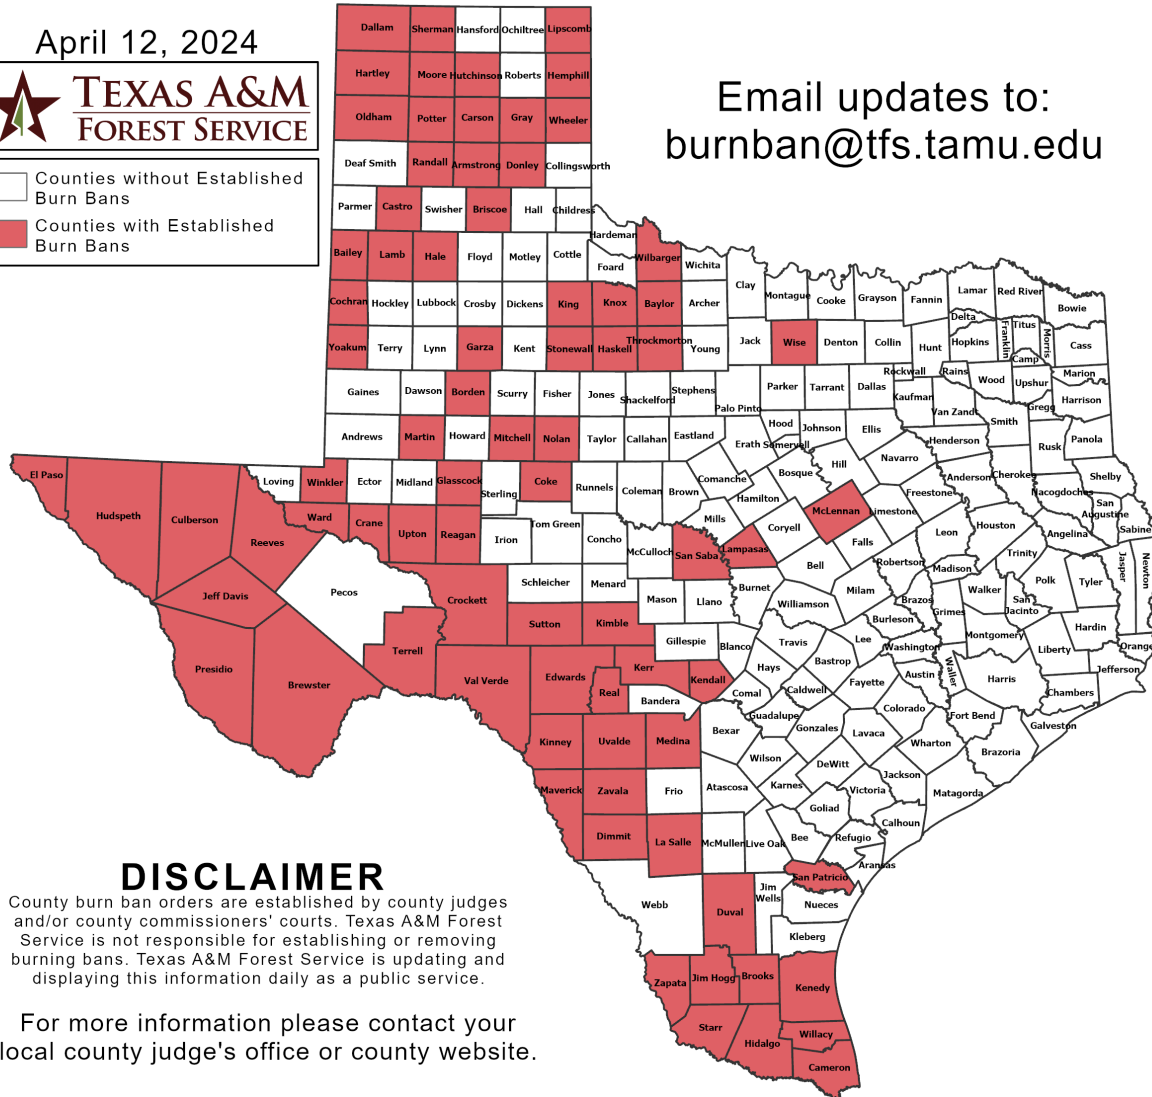 April 12, 2024
TEXAS A&M
FOREST SERVICE
Counties without Established
Burn Bans
Counties with Established
Burn Bans
Email updates to:
burnban@tfs.tamu.edu
Dallam Sherman Hansford Ochiltree Lipscomb
Hartley Moore Hutchinson Roberts Hemphill
Oldham Potter Carson Gray Wheeler
Deaf Smith Randall Armstrong Donley Collingsworth
Parmer Castro Swisher Briscoe Hall Childress
Hardeman
Bailey Lamb Hale Floyd Motley Cottle Foard Wilbarger Wichita
Clay Montague Cooke Grayson Fannin Lamar Red River Bowie
Cochran Hockley Lubbock Crosby Dickens King Knox Baylor Archer
Delta Franklin Titus Morris Cass
Yoakum Terry Lynn Garza Kent Stonewall Haskell Throckmorton Young Jack Wise Denton Collin Hunt Hopkins Camp
Rockwall Rains Wood Upshur Marion
Gaines Dawson Borden Scurry Fisher Jones Shackelford Stephens Palo Pinto Parker Tarrant Dallas Kaufman Van Zandt Gregg Harrison
Smith
Andrews Martin Howard Mitchell Nolan Taylor Callahan Eastland Erath Hood Somervell Johnson Ellis Henderson Rusk Panola
El Paso Hudspeth Culberson Loving Winkler Ector Midland Glasscock Sterling Coke Runnels Coleman Brown Comanche Hamilton Bosque Hill Navarro Anderson Cherokee Shelby
Freestone Nacogdoches San
Augustine Sabine
Reeves Ward Crane Upton Reagan Irion Tom Green Concho McCulloch San Saba Mills Lampasas Coryell McLennan Limestone Leon Houston Angelina
Falls Trinity Jasper Newton
Jeff Davis Pecos Crockett Schleicher Menard Mason Llano Burnet Bell Milam Robertson Madison Walker Polk Tyler
Brazos Grimes San
Jacinto Hardin
Presidio Brewster Terrell Sutton Kimble Gillespie Blanco Williamson Burleson Montgomery Liberty Orange
Travis Lee Washington
Val Verde Edwards Kerr Real Kendall Bandera Hays Bastrop Austin Waller Harris Jefferson
Comal Caldwell Fayette Chambers
Kinney Uvalde Medina Bexar Guadalupe Gonzales Lavaca Colorado Fort Bend Galveston
Wharton Brazoria
Maverick Zavala Frio Atascosa Wilson Karnes DeWitt Victoria Jackson Matagorda
Goliad Calhoun
Dimmit La Salle McMullen Live Oak Bee Refugio
Aransas
Webb Duval Jim
Wells San Patricio
Nueces
Kleberg
Zapata Jim Hogg Brooks Kenedy
Starr Hidalgo Willacy
Cameron
DISCLAIMER
County burn ban orders are established by county judges
and/or county commissioners' courts. Texas A&M Forest
Service is not responsible for establishing or removing
burning bans. Texas A&M Forest Service is updating and
displaying this information daily as a public service.
For more information please contact your
local county judge's office or county website.